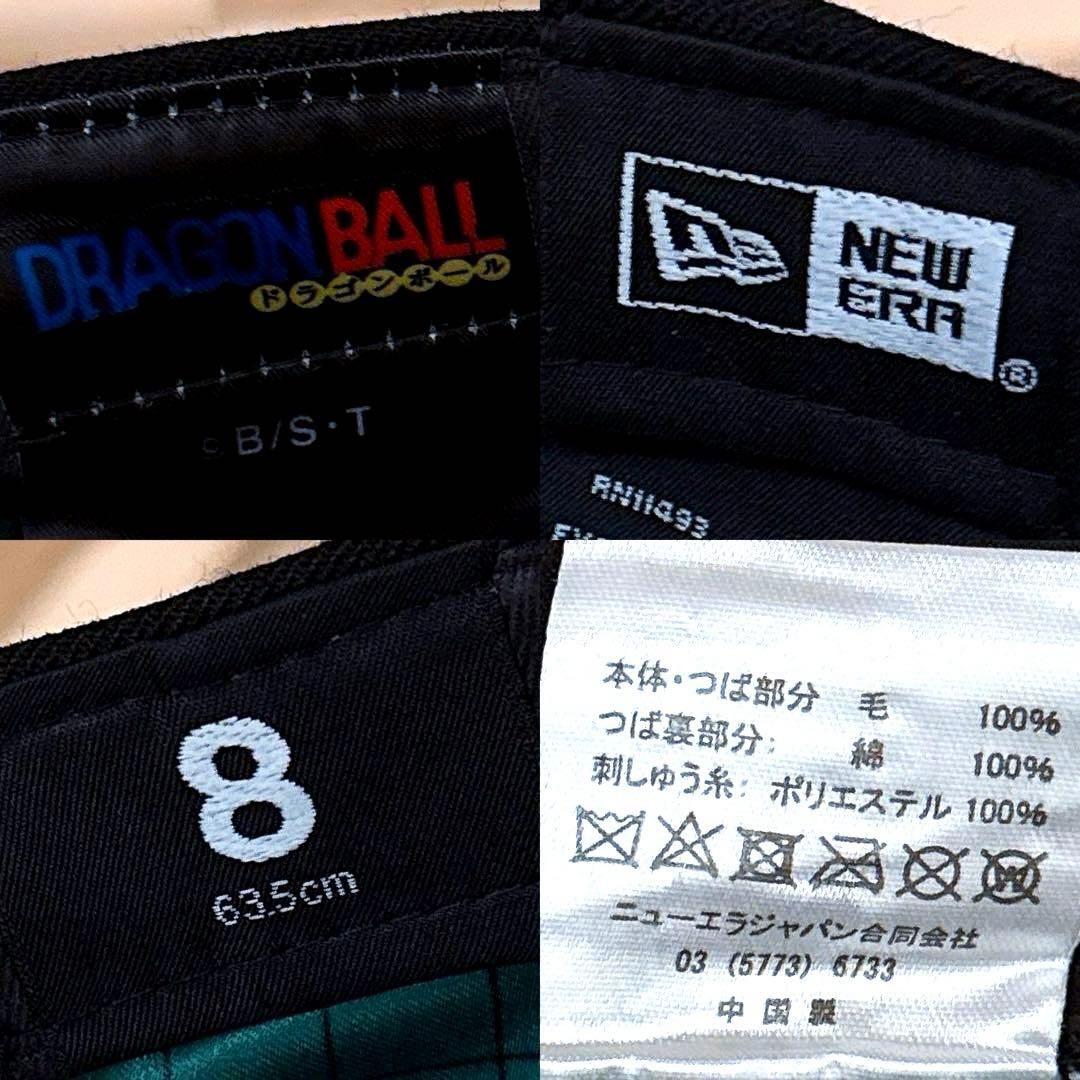 DRAGON BALL
ドラゴンボール
B/S・T
NEW
ERA
®
RN11493
8
63.5cm
本体・つば部分 毛 100%
つば裏部分: 綿 100%
刺しゅう糸: ポリエステル 100%
ニューエラジャパン合同会社
03 (5773) 6733
中国製